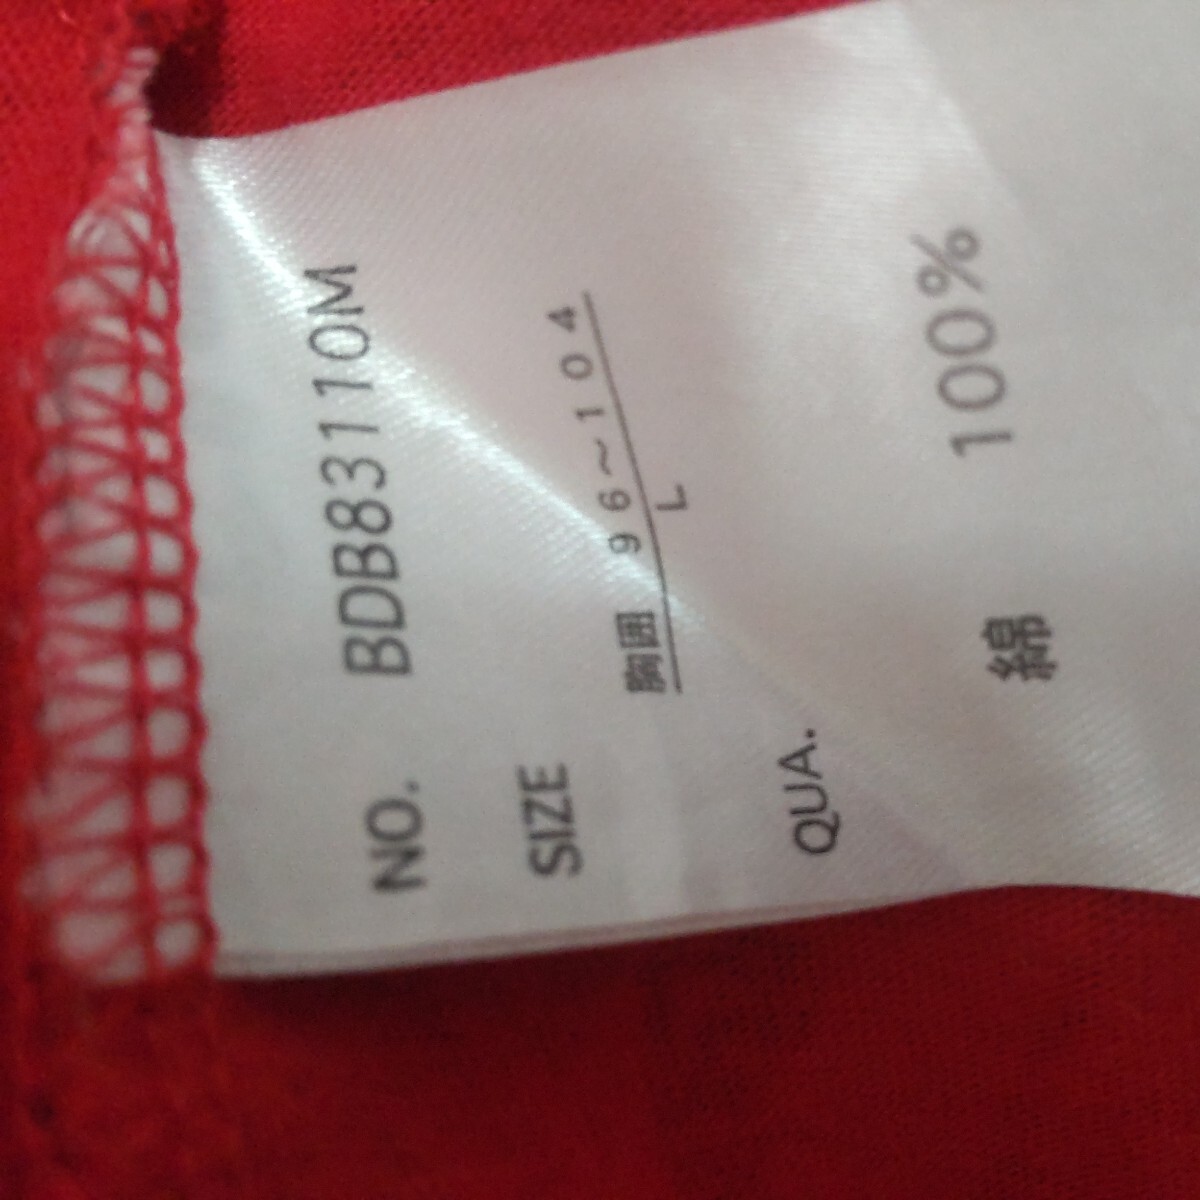 NO. BDB83110M
SIZE 胸囲 96〜104
L
QUA.
綿 100%